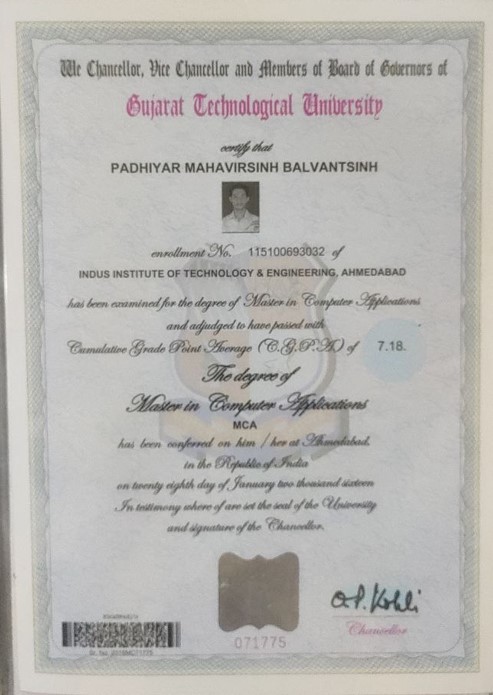 We Chancellor, Vice Chancellor and Members of Board of Governors of
Gujarat Technological University
certify that
PADHIYAR MAHAVIRSINH BALVANTSINH
enrollment No. 115100693032 of
INDUS INSTITUTE OF TECHNOLOGY & ENGINEERING, AHMEDABAD
has been examined for the degree of Master in Computer Applications
and adjudged to have passed with
Cumulative Grade Point Average (C.G.P.A) of 7.18.
The degree of
Master in Computer Applications
MCA
has been conferred on him / her at Ahmedabad,
in the Republic of India
on twenty eighth day of January two thousand sixteen
In testimony where of are set the seal of the University
and signature of the Chancellor.
O.P. Kohli
Chancellor
071775